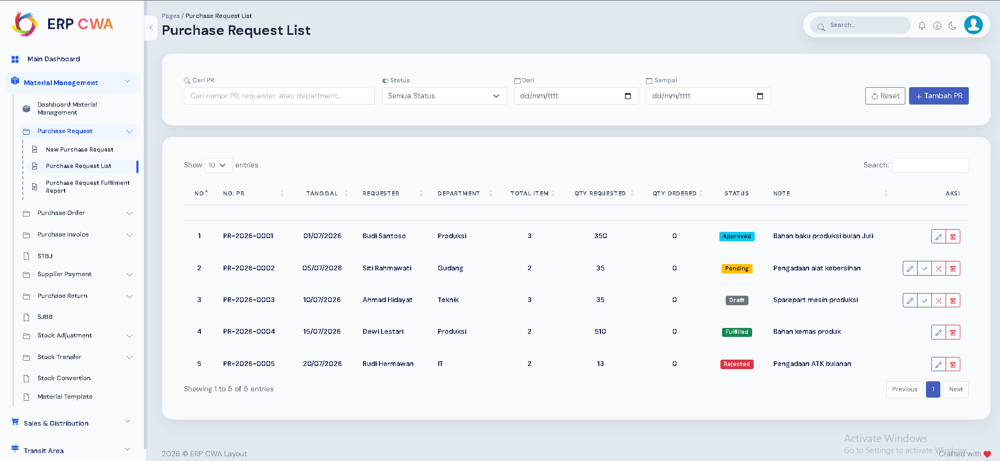 ERP CWA
Main Dashboard
Material Management
Dashboard Material
Management
Purchase Request
New Purchase Request
Purchase Request List
Purchase Request Fulfilment
Report
Purchase Order
Purchase Invoice
STBJ
Supplier Payment
Purchase Return
SJBB
Stock Adjustment
Stock Transfer
Stock Convertion
Material Template
Sales & Distribution
Transit Area
Pages / Purchase Request List
Purchase Request List
Search...
Cari PR
Status
Dari
Sampai
Cari nomor PR, requester, atau department...
Semua Status
dd/mm/tttt
dd/mm/tttt
Reset
+ Tambah PR
Show 10 entries
Search:
NO NO. PR TANGGAL REQUESTER DEPARTMENT TOTAL ITEM QTY REQUESTED QTY ORDERED STATUS NOTE AKSI
1 PR-2026-0001 01/07/2026 Budi Santoso Produksi 3 350 0 Approved Bahan baku produksi bulan Juli
2 PR-2026-0002 05/07/2026 Siti Rahmawati Gudang 2 35 0 Pending Pengadaan alat kebersihan
3 PR-2026-0003 10/07/2026 Ahmad Hidayat Teknik 3 35 0 Draft Sparepart mesin produksi
4 PR-2026-0004 15/07/2026 Dewi Lestari Produksi 2 510 0 Fulfilled Bahan kemas produk
5 PR-2026-0005 20/07/2026 Rudi Hermawan IT 2 13 0 Rejected Pengadaan ATK bulanan
Showing 1 to 5 of 5 entries
Previous 1 Next
Activate Windows
Go to Settings to activate Windows.
2026 © ERP CWA Layout
Crafted with